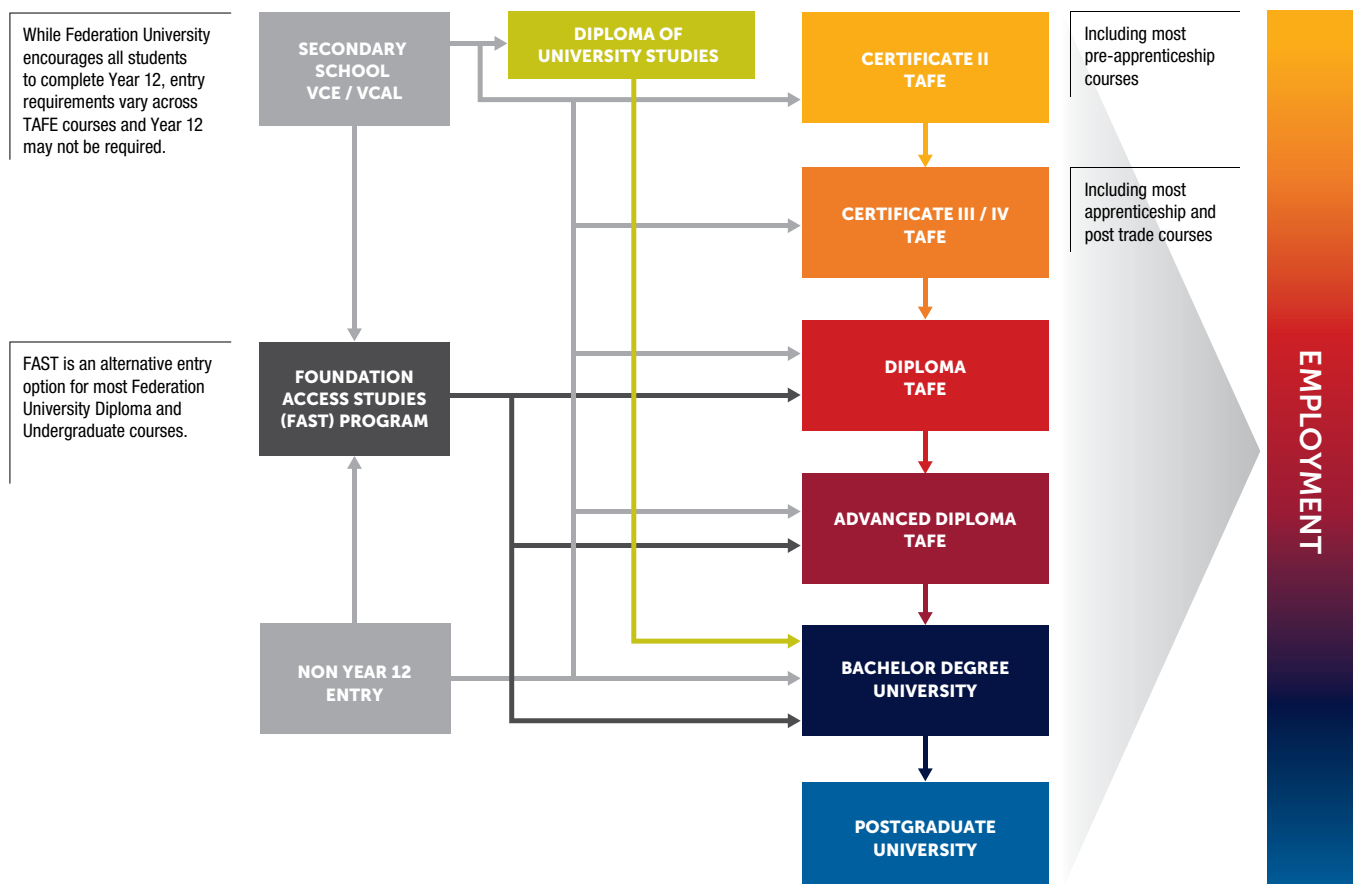 While Federation University
encourages all students
to complete Year 12, entry
requirements vary across
TAFE courses and Year 12
may not be required.
SECONDARY
SCHOOL
VCE / VCAL
DIPLOMA OF
UNIVERSITY STUDIES
CERTIFICATE II
TAFE
Including most
pre-apprenticeship
courses
CERTIFICATE III / IV
TAFE
Including most
apprenticeship and
post trade courses
FAST is an alternative entry
option for most Federation
University Diploma and
Undergraduate courses.
FOUNDATION
ACCESS STUDIES
(FAST) PROGRAM
DIPLOMA
TAFE
ADVANCED DIPLOMA
TAFE
NON YEAR 12
ENTRY
BACHELOR DEGREE
UNIVERSITY
POSTGRADUATE
UNIVERSITY
EMPLOYMENT